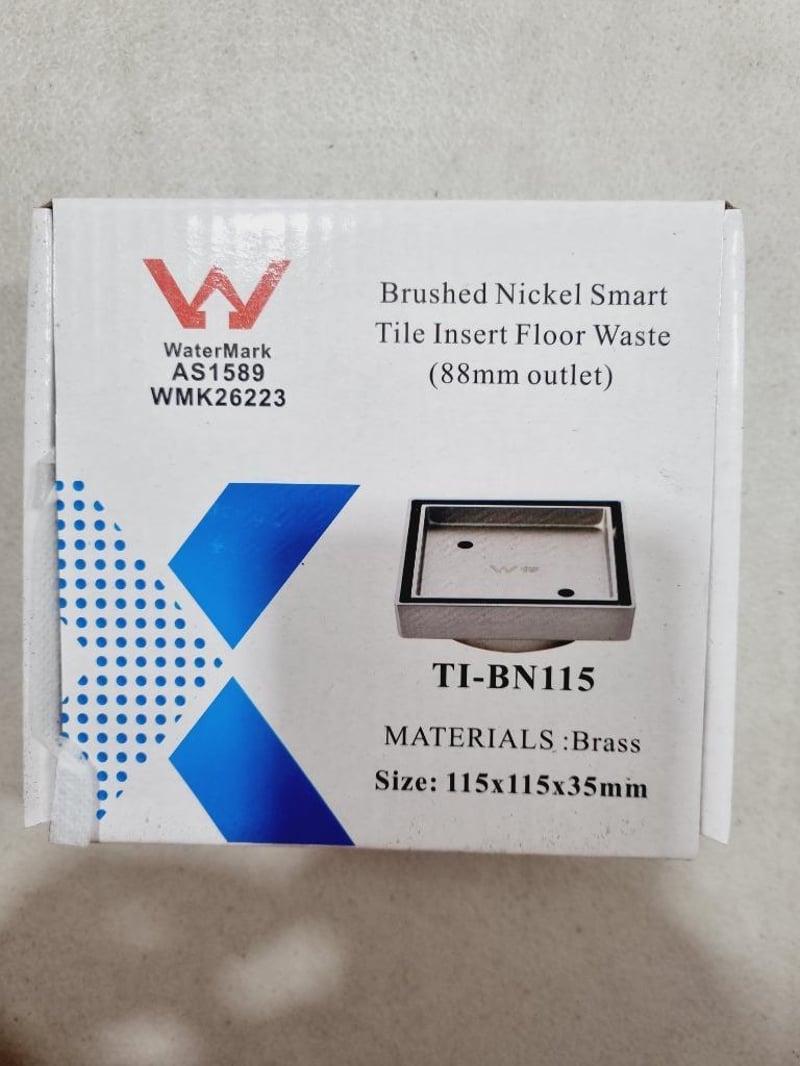 WaterMark
AS1589
WMK26223
Brushed Nickel Smart
Tile Insert Floor Waste
(88mm outlet)
TI-BN115
MATERIALS :Brass
Size: 115x115x35mm